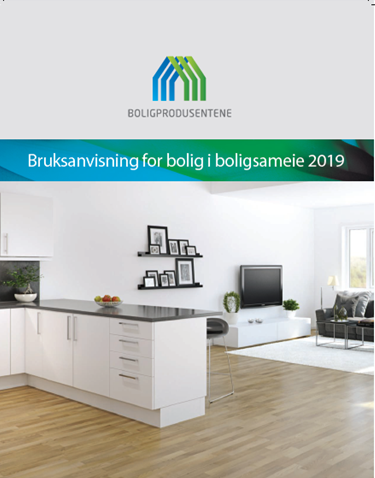 BOLIGPRODUSENTENE
Bruksanvisning for bolig i boligsameie 2019